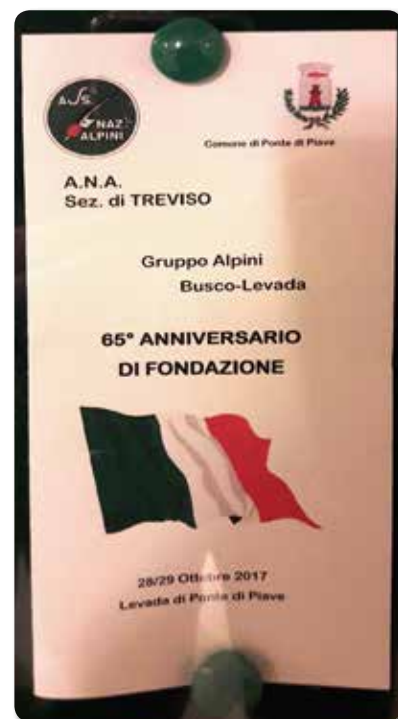 ASS.
NAZ.
ALPINI
Comune di Ponte di Piave
A.N.A.
Sez. di TREVISO
Gruppo Alpini
Busco-Levada
65° ANNIVERSARIO
DI FONDAZIONE
28/29 Ottobre 2017
Levada di Ponte di Piave